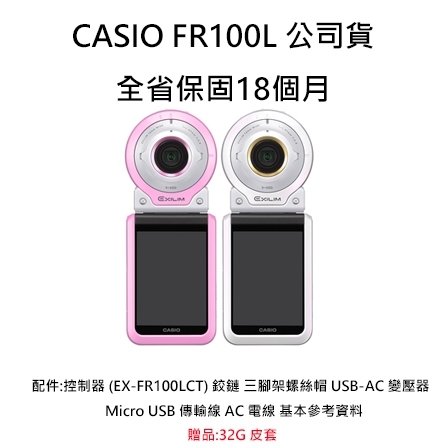 CASIO FR100L 公司貨
全省保固18個月
EXILIM
EXILIM
CASIO
CASIO
配件:控制器 (EX-FR100LCT) 鉸鏈 三腳架螺絲帽 USB-AC 變壓器
Micro USB 傳輸線 AC 電線 基本參考資料
贈品:32G 皮套